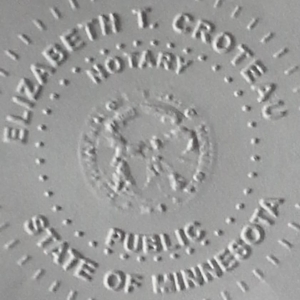 ELIZABETH T. CROTEAU
NOTARY
PUBLIC
STATE OF MINNESOTA